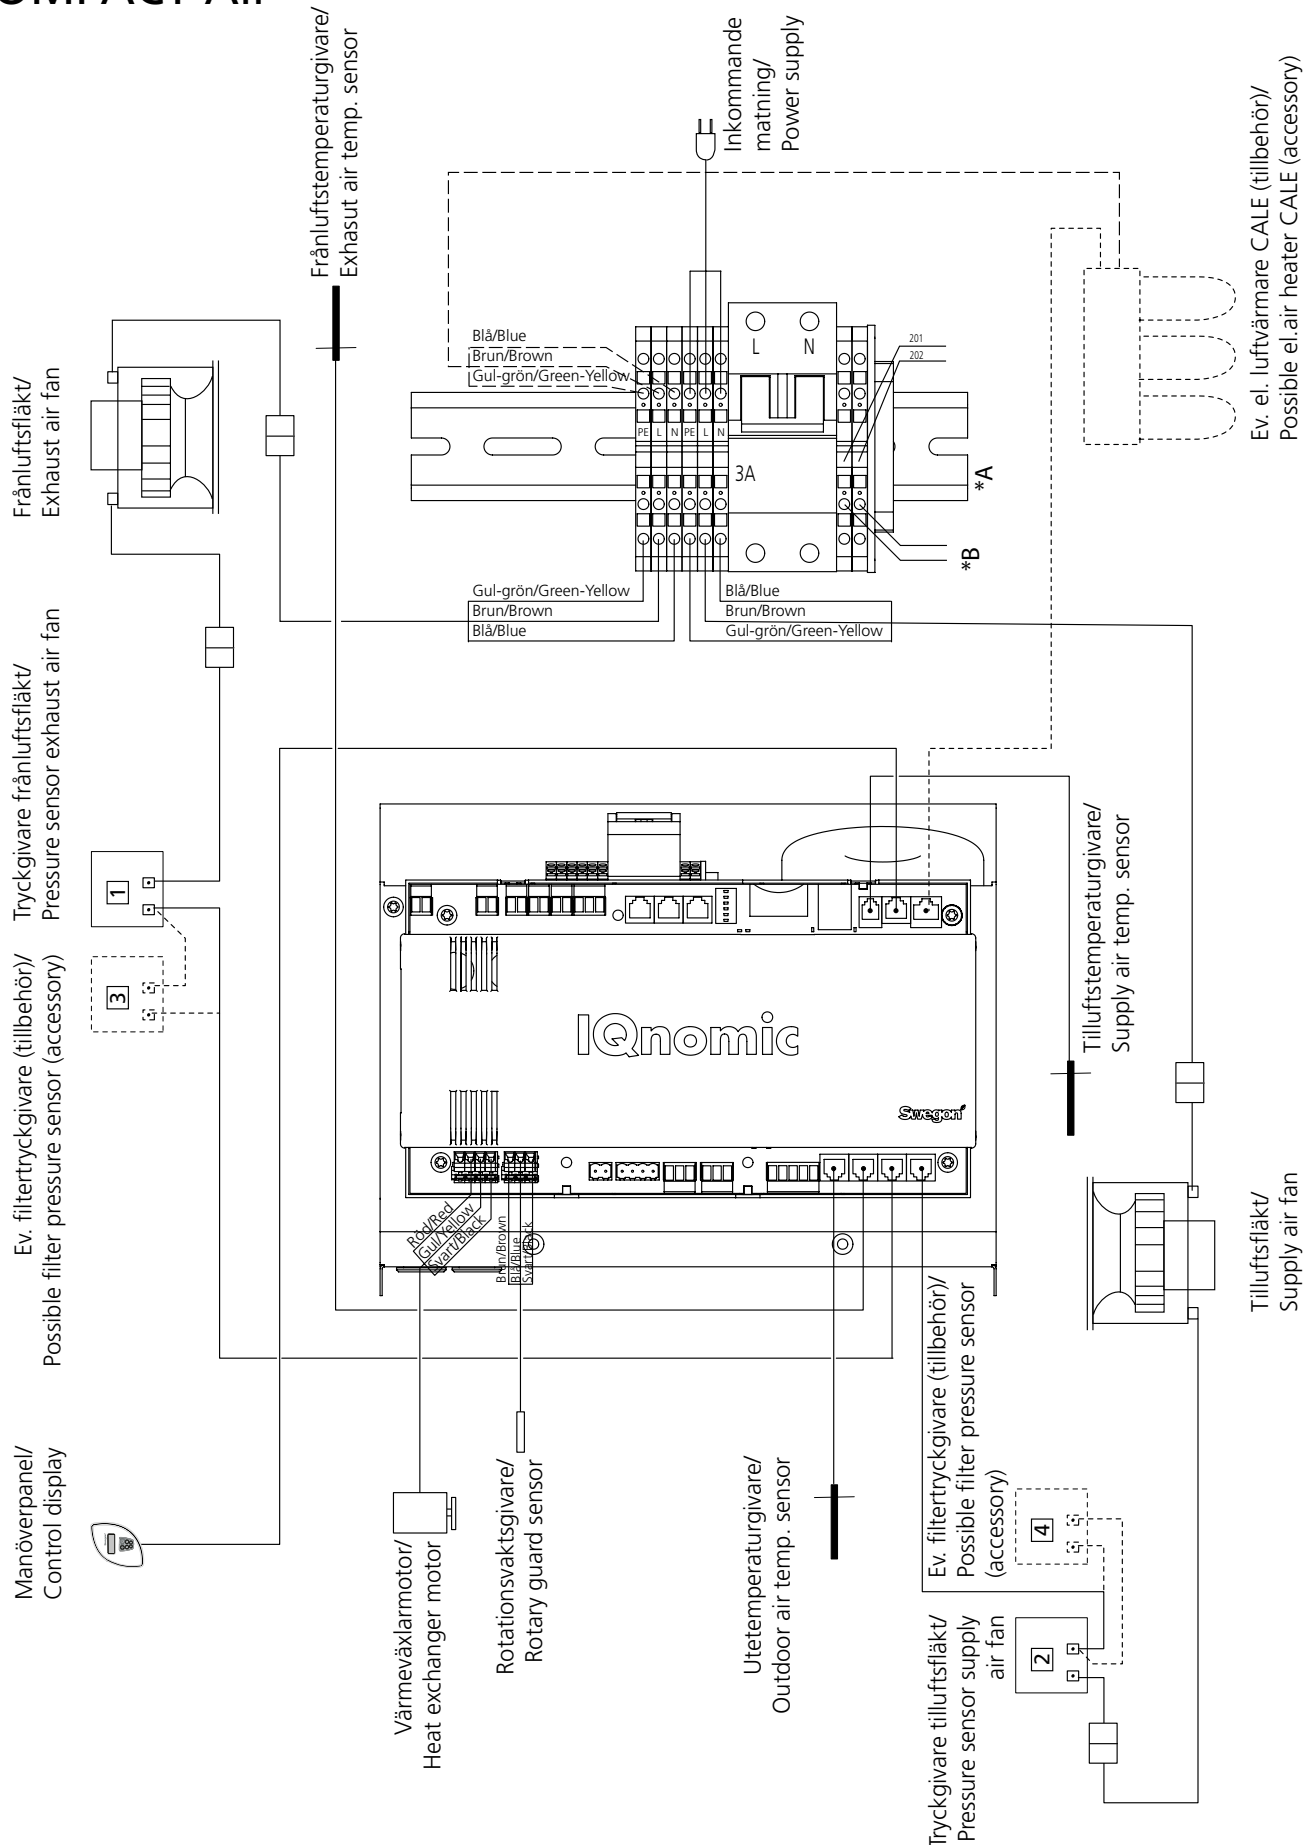 Frånluftstemperaturgivare/
Exhasut air temp. sensor
Inkommande
matning/
Power supply
Ev. el. luftvärmare CALE (tillbehör)/
Possible el.air heater CALE (accessory)
Frånluftsfläkt/
Exhaust air fan
Blå/Blue
Brun/Brown
Gul-grön/Green-Yellow
L
N
201
202
PE
L
N
PE
L
N
3A
*A
*B
Gul-grön/Green-Yellow
Brun/Brown
Blå/Blue
Blå/Blue
Brun/Brown
Gul-grön/Green-Yellow
Tryckgivare frånluftsfläkt/
Pressure sensor exhaust air fan
1
Ev. filtertryckgivare (tillbehör)/
Possible filter pressure sensor (accessory)
3
Tilluftstemperaturgivare/
Supply air temp. sensor
IQnomic
Swegon
Röd/Red
Gul/Yellow
Svart/Black
Brun/Brown
Blå/Blue
Svart/Black
Tilluftsfläkt/
Supply air fan
Manöverpanel/
Control display
Värmeväxlarmotor/
Heat exchanger motor
Rotationsvaktsgivare/
Rotary guard sensor
Utetemperaturgivare/
Outdoor air temp. sensor
Ev. filtertryckgivare (tillbehör)/
Possible filter pressure sensor
(accessory)
4
Tryckgivare tilluftsfläkt/
Pressure sensor supply
air fan
2